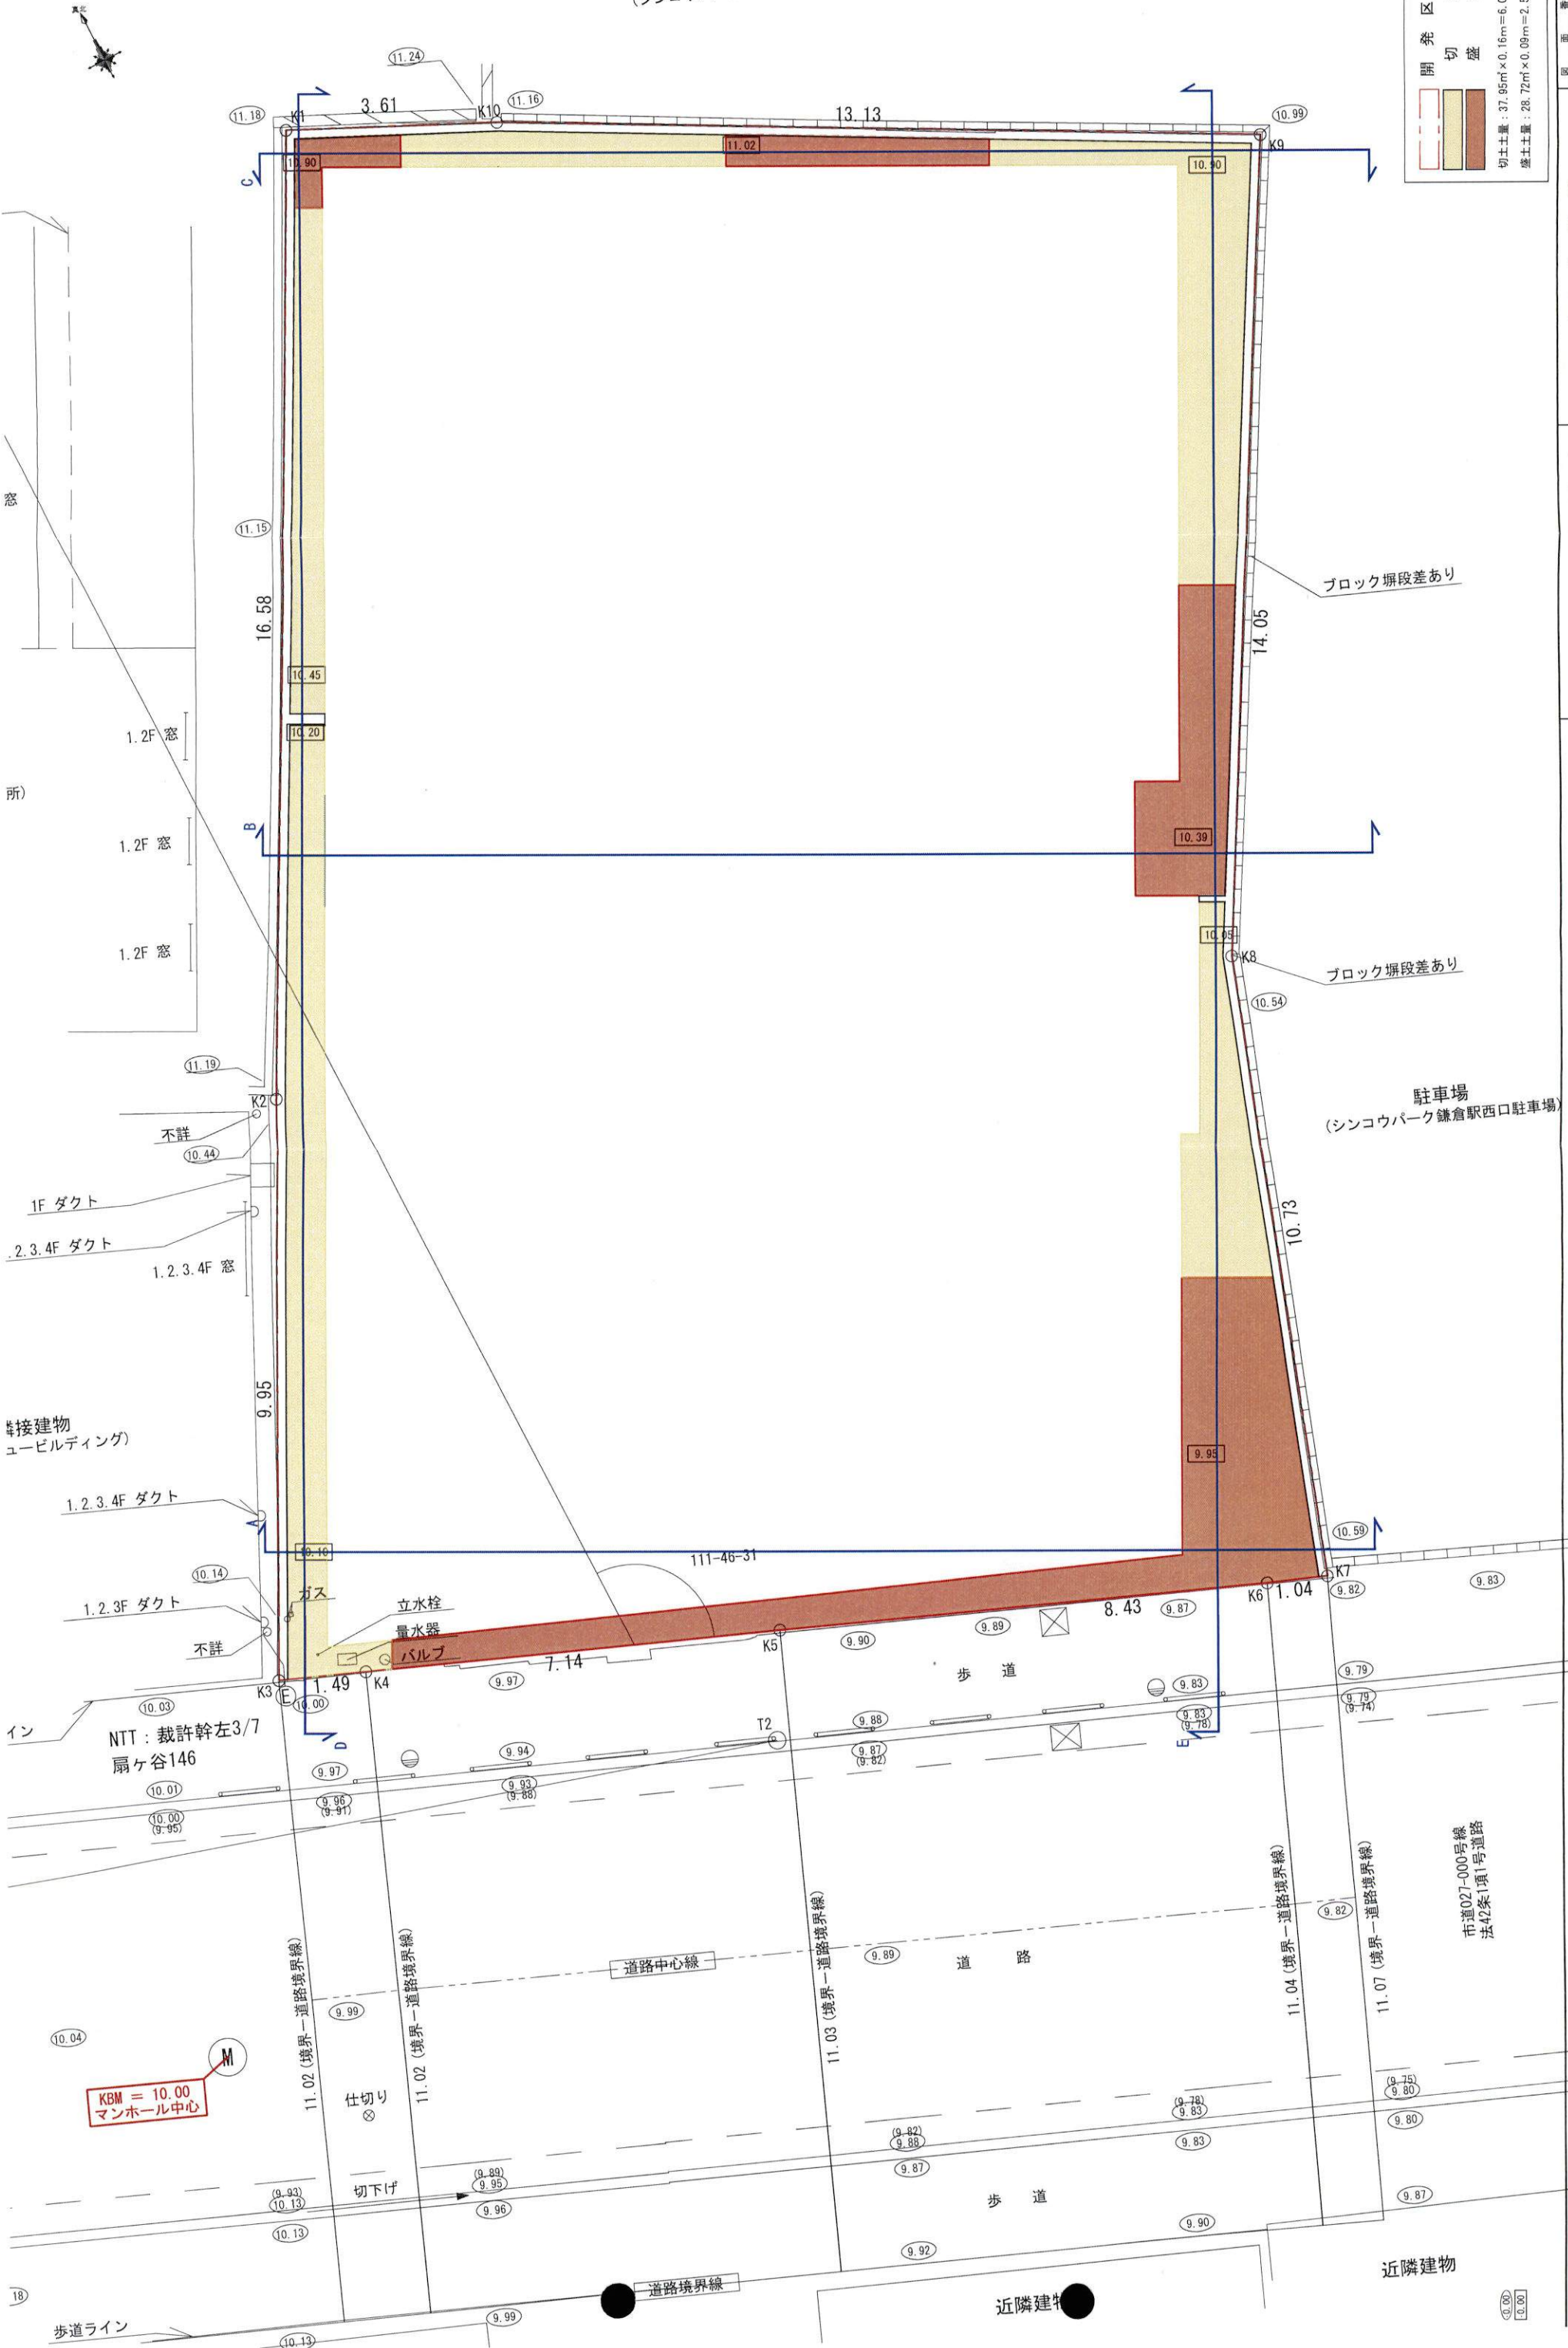 真北
開 発 区
切
盛
切土土量：37.95㎡×0.16m=6.0
盛土土量：28.72㎡×0.09m=2.5
図 面 番
11.24
11.18
K1
3.61
K10
11.16
13.13
10.99
K9
10.90
11.02
10.90
C
窓
11.15
16.58
ブロック塀段差あり
14.05
10.45
10.20
1.2F 窓
所)
B
10.39
1.2F 窓
1.2F 窓
10.05
K8
ブロック塀段差あり
10.54
11.19
K2
不詳
10.44
駐車場
(シンコウパーク鎌倉駅西口駐車場)
1F ダクト
.2.3.4F ダクト
1.2.3.4F 窓
10.73
9.95
隣接建物
ュービルディング)
9.95
1.2.3.4F ダクト
A
10.10
111-46-31
10.59
10.14
ガス
1.2.3F ダクト
立水栓
量水器
バルブ
不詳
K7
9.82
9.83
K6
1.04
8.43
9.87
9.89
9.90
K5
7.14
9.97
K4
1.49
K3
E
10.00
歩 道
10.03
イン
NTT：裁許幹左3/7
扇ヶ谷146
D
E
T2
9.79
9.79
(9.74)
9.83
9.83
(9.78)
9.88
9.87
(9.82)
9.94
9.93
(9.88)
9.97
9.96
(9.91)
10.01
10.00
(9.95)
11.02 (境界－道路境界線)
11.02 (境界－道路境界線)
11.03 (境界－道路境界線)
11.04 (境界－道路境界線)
11.07 (境界－道路境界線)
市道027-000号線
法42条1項1号道路
9.82
道路中心線
9.89
道 路
9.99
10.04
M
KBM = 10.00
マンホール中心
仕切り
(9.75)
9.80
9.80
(9.78)
9.83
9.83
(9.82)
9.88
9.87
(9.89)
9.95
9.96
(9.93)
10.13
10.13
切下げ
歩 道
9.87
9.90
9.92
道路境界線
近隣建物
近隣建物
18
歩道ライン
9.99
10.13
0.00
0.00